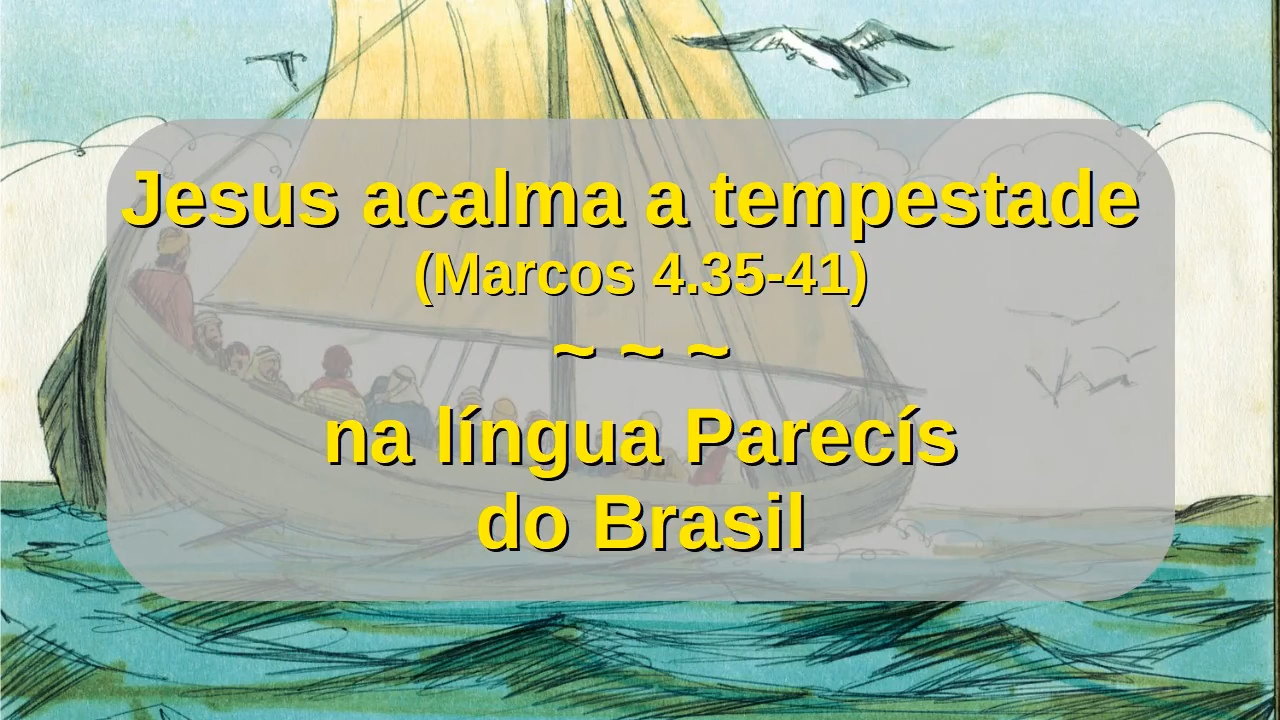 Jesus acalma a tempestade
(Marcos 4.35-41)
~ ~ ~
na língua Parecís
do Brasil